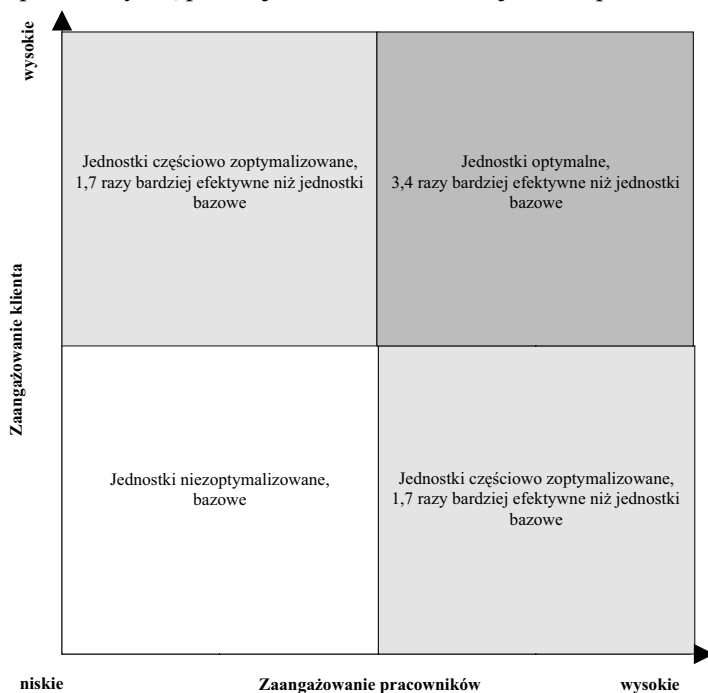 wysokie
Jednostki częściowo zoptymalizowane,
1,7 razy bardziej efektywne niż jednostki
bazowe
Jednostki optymalne,
3,4 razy bardziej efektywne niż jednostki
bazowe
Zaangażowanie klienta
Jednostki niezoptymalizowane,
bazowe
Jednostki częściowo zoptymalizowane,
1,7 razy bardziej efektywne niż jednostki
bazowe
niskie
Zaangażowanie pracowników
wysokie